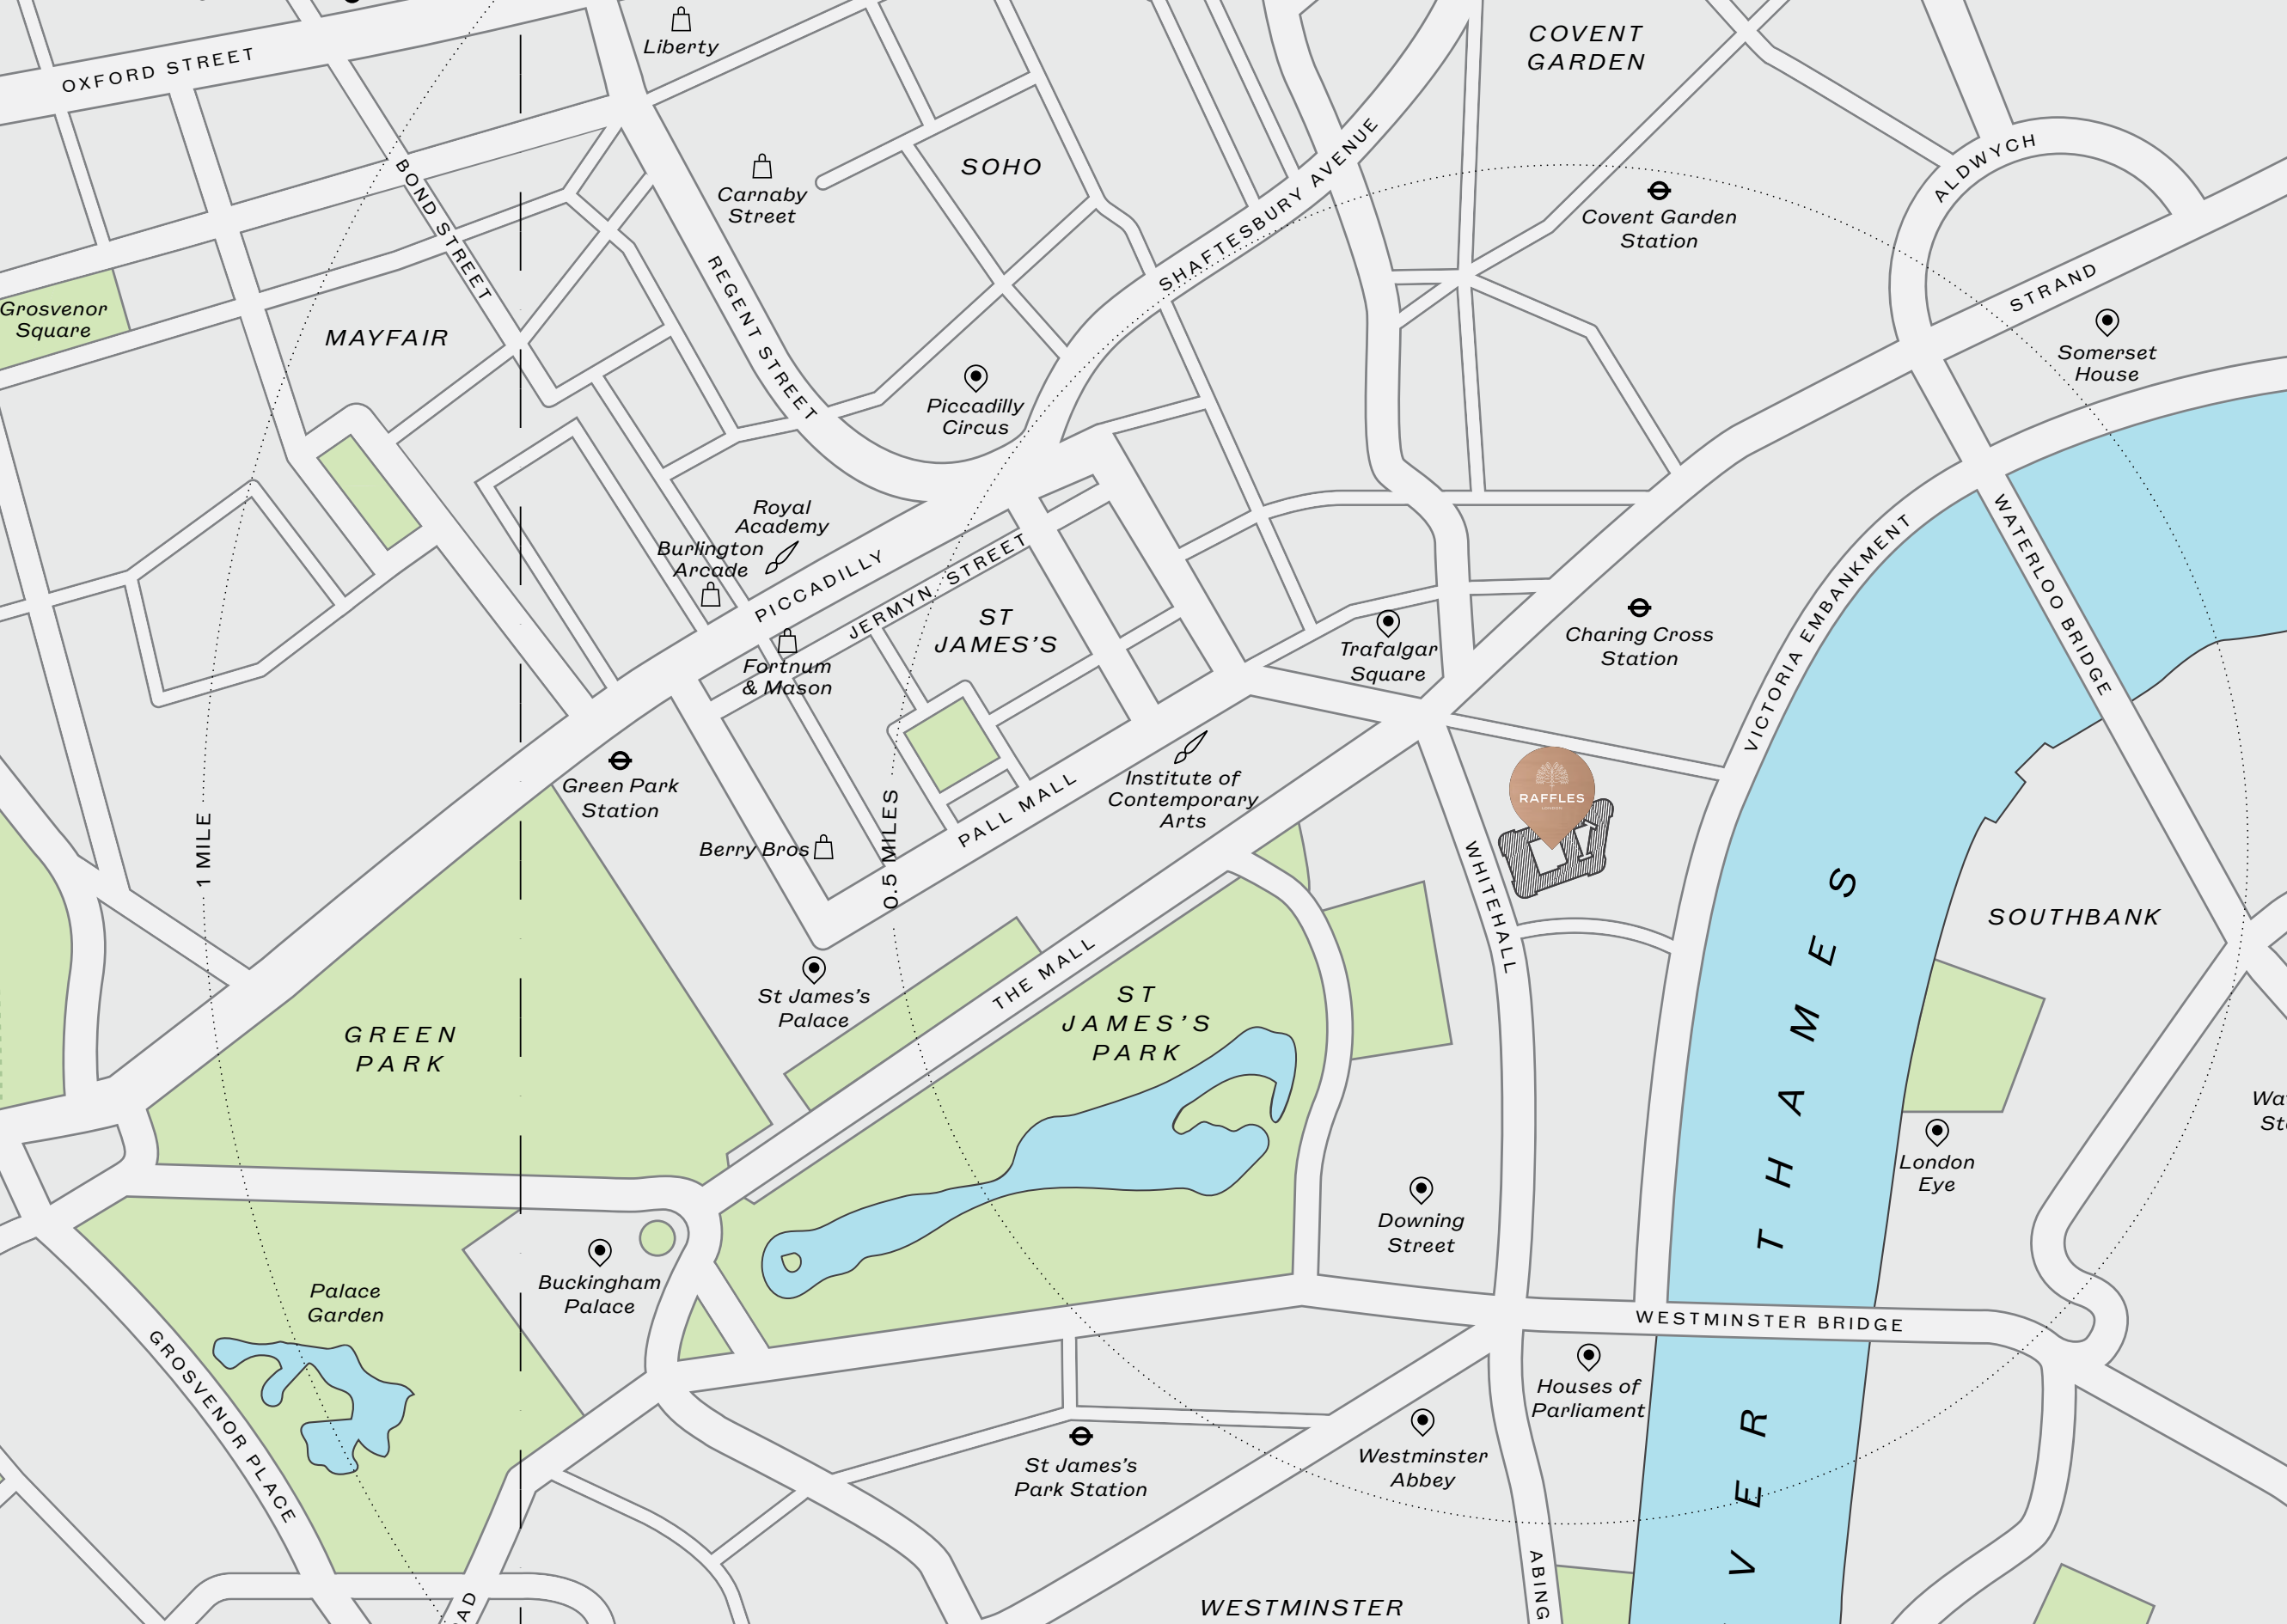 Liberty
COVENT
GARDEN
OXFORD STREET
BOND STREET
Carnaby
Street
SOHO
SHAFTESBURY AVENUE
ALDWYCH
Covent Garden
Station
STRAND
Grosvenor
Square
MAYFAIR
REGENT STREET
Somerset
House
Piccadilly
Circus
Royal
Academy
Burlington
Arcade
PICCADILLY
JERMYN STREET
ST
JAMES'S
Fortnum
& Mason
Trafalgar
Square
Charing Cross
Station
VICTORIA EMBANKMENT
WATERLOO BRIDGE
Green Park
Station
Institute of
Contemporary
Arts
RAFFLES
LONDON
1 MILE
0.5 MILES
Berry Bros
PALL MALL
WHITEHALL
SOUTHBANK
St James's
Palace
THE MALL
ST
JAMES'S
PARK
GREEN
PARK
THAMES
London
Eye
Downing
Street
Buckingham
Palace
Palace
Garden
WESTMINSTER BRIDGE
GROSVENOR PLACE
Houses of
Parliament
Westminster
Abbey
St James's
Park Station
VER
ABING
WESTMINSTER
AD